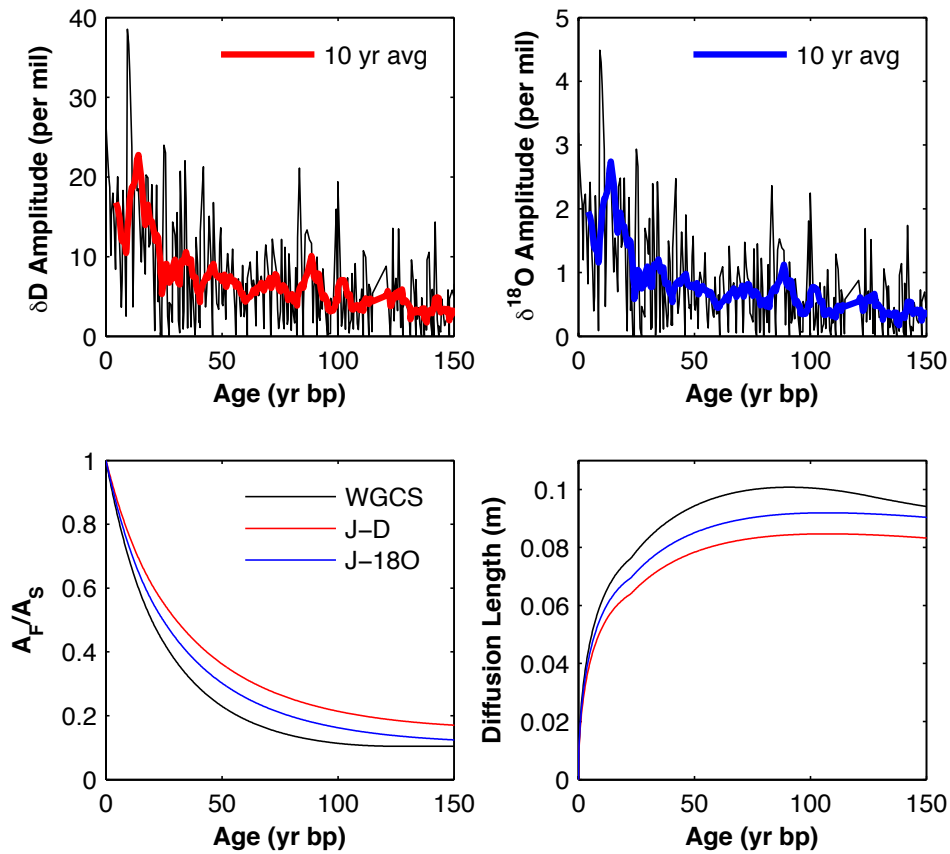 40
30
20
10
0
δD Amplitude (per mil)
10 yr avg
0 50 100 150
Age (yr bp)
5
4
3
2
1
0
δ18O Amplitude (per mil)
10 yr avg
0 50 100 150
Age (yr bp)
1
0.8
0.6
0.4
0.2
0
AF/AS
WGCS
J−D
J−18O
0 50 100 150
Age (yr bp)
0.1
0.08
0.06
0.04
0.02
0
Diffusion Length (m)
0 50 100 150
Age (yr bp)